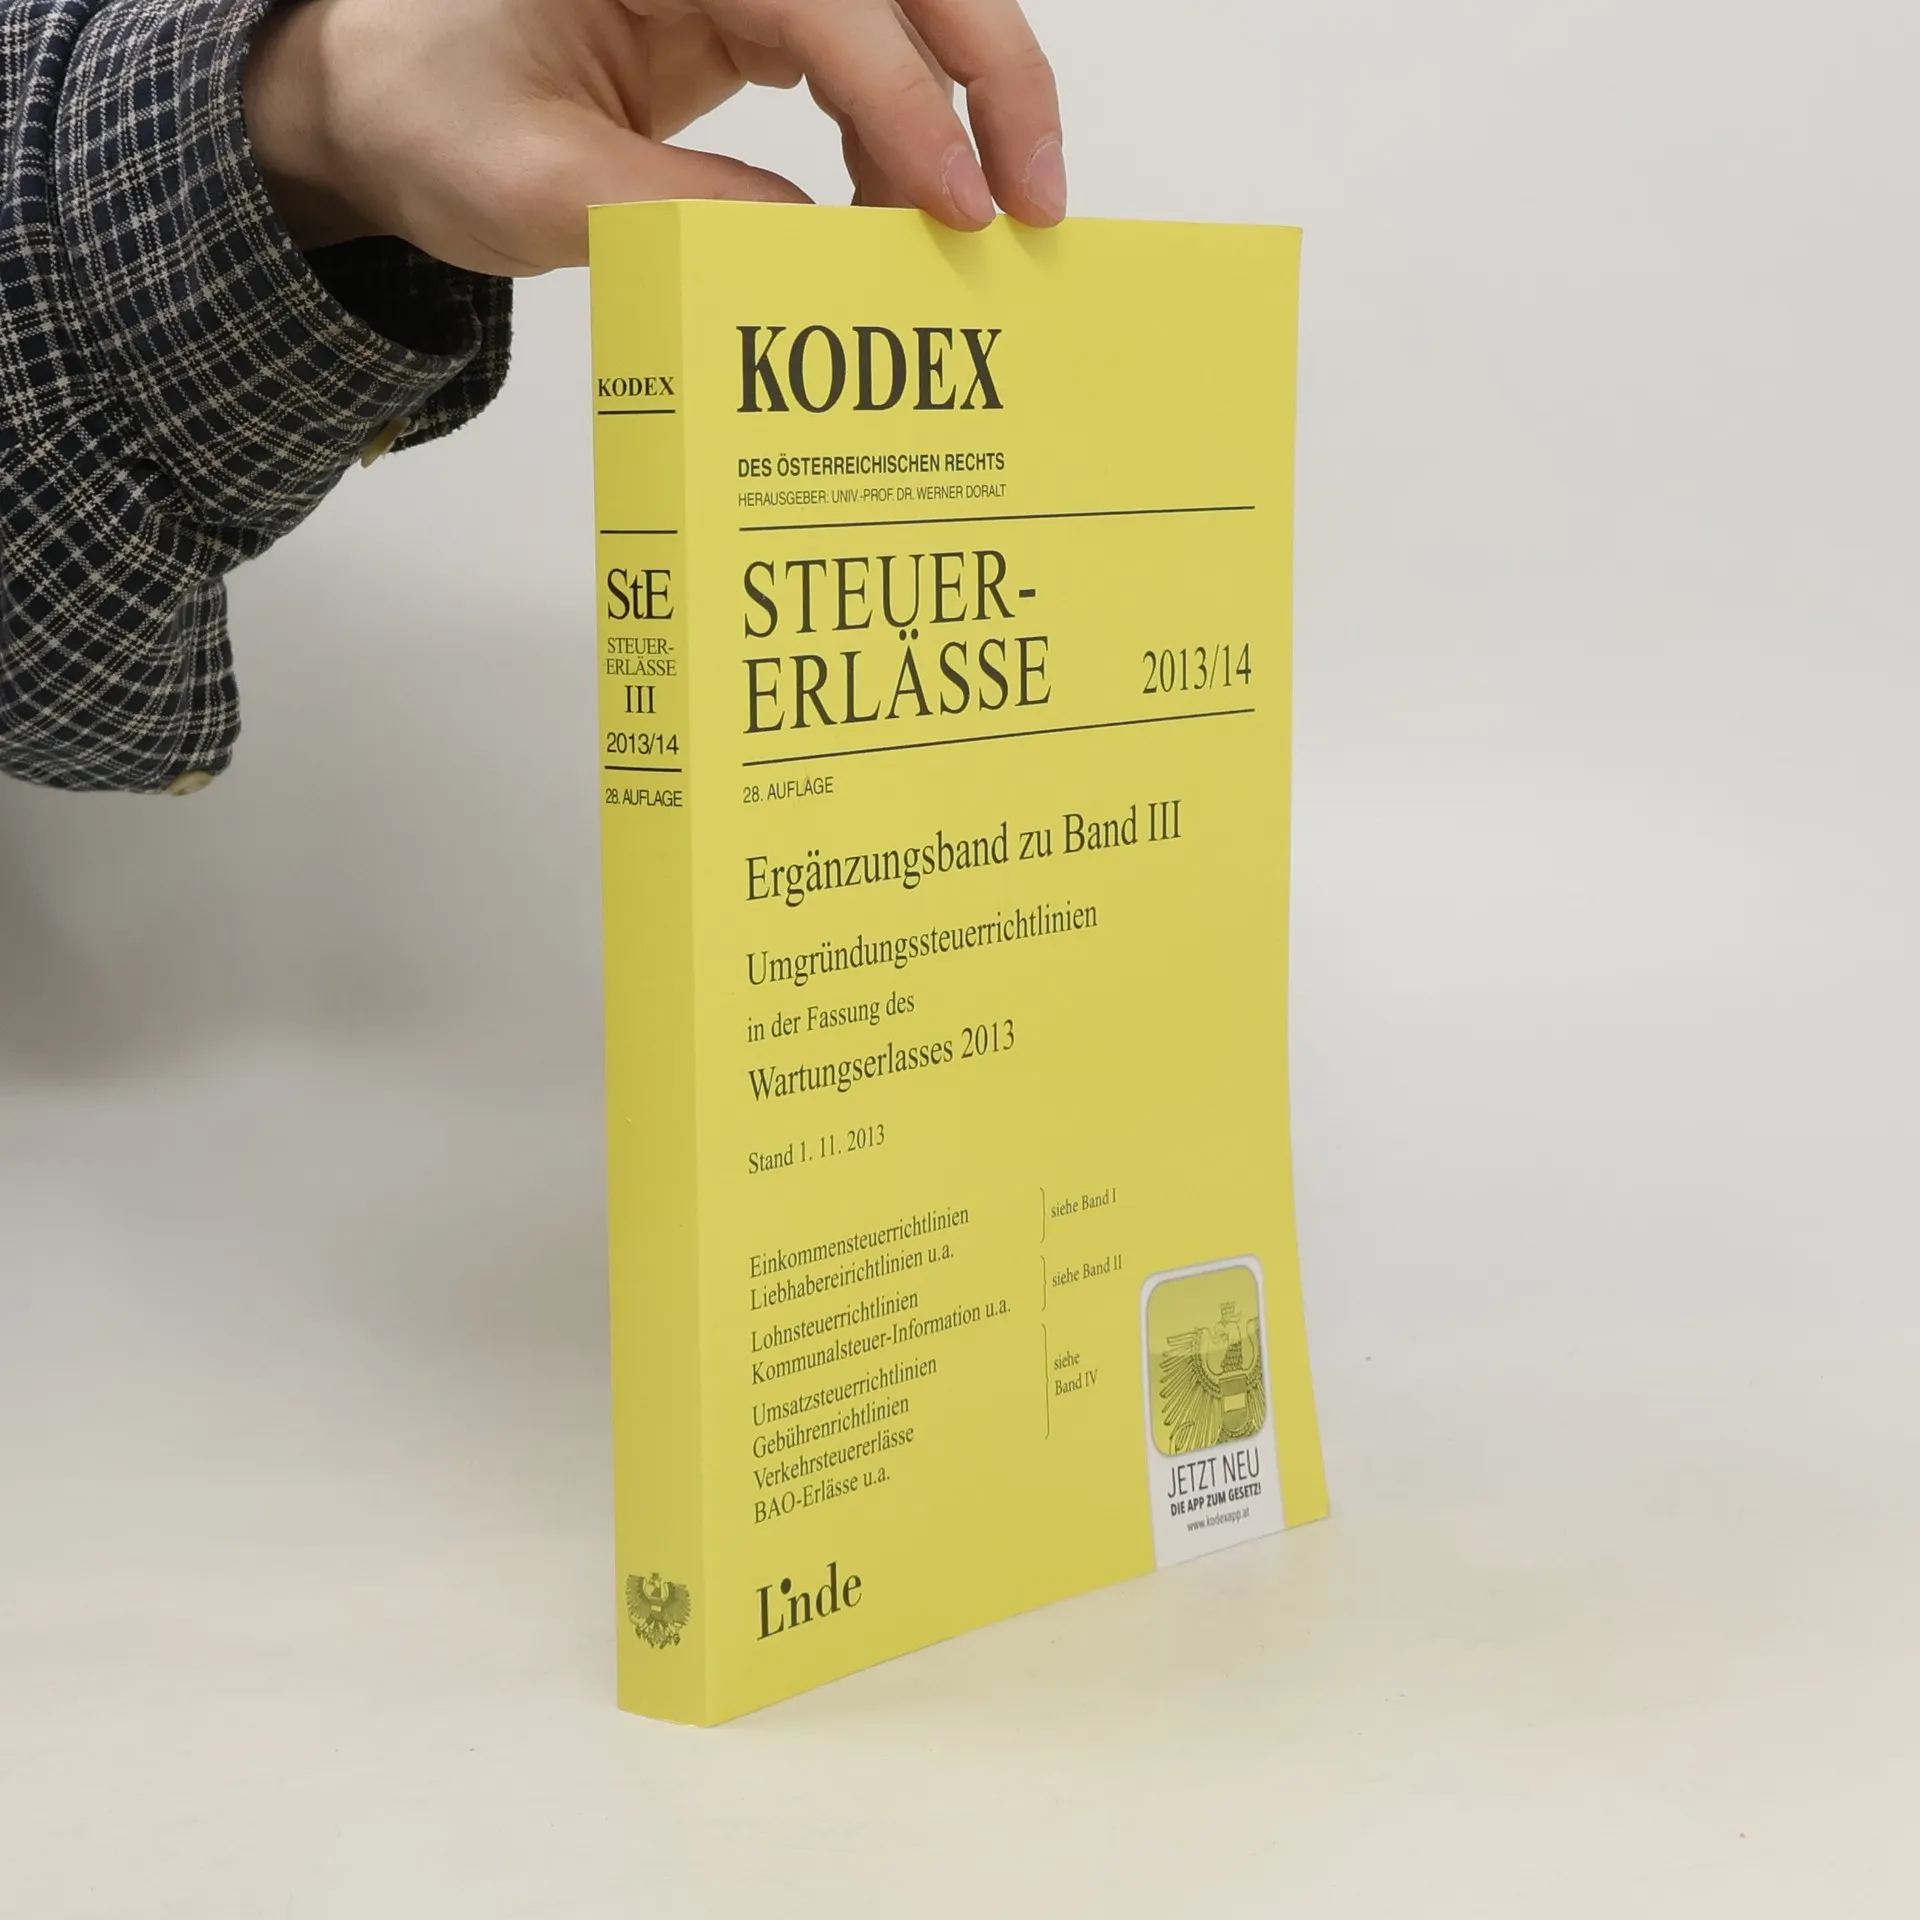 KODEX
StE
STEUER-
ERLÄSSE
III
2013/14
28. AUFLAGE
KODEX
DES ÖSTERREICHISCHEN RECHTS
HERAUSGEBER: UNIV.-PROF. DR. WERNER DORALT
STEUER-
ERLÄSSE 2013/14
28. AUFLAGE
Ergänzungsband zu Band III
Umgründungssteuerrichtlinien
in der Fassung des
Wartungserlasses 2013
Stand 1. 11. 2013
Einkommensteuerrichtlinien
Liebhabereirichtlinien u.a.
siehe Band I
Lohnsteuerrichtlinien
Kommunalsteuer-Information u.a.
siehe Band II
Umsatzsteuerrichtlinien
Gebührenrichtlinien
Verkehrsteuererlässe
BAO-Erlässe u.a.
siehe
Band IV
JETZT NEU
DIE APP ZUM GESETZ!
www.kodexapp.at
Linde